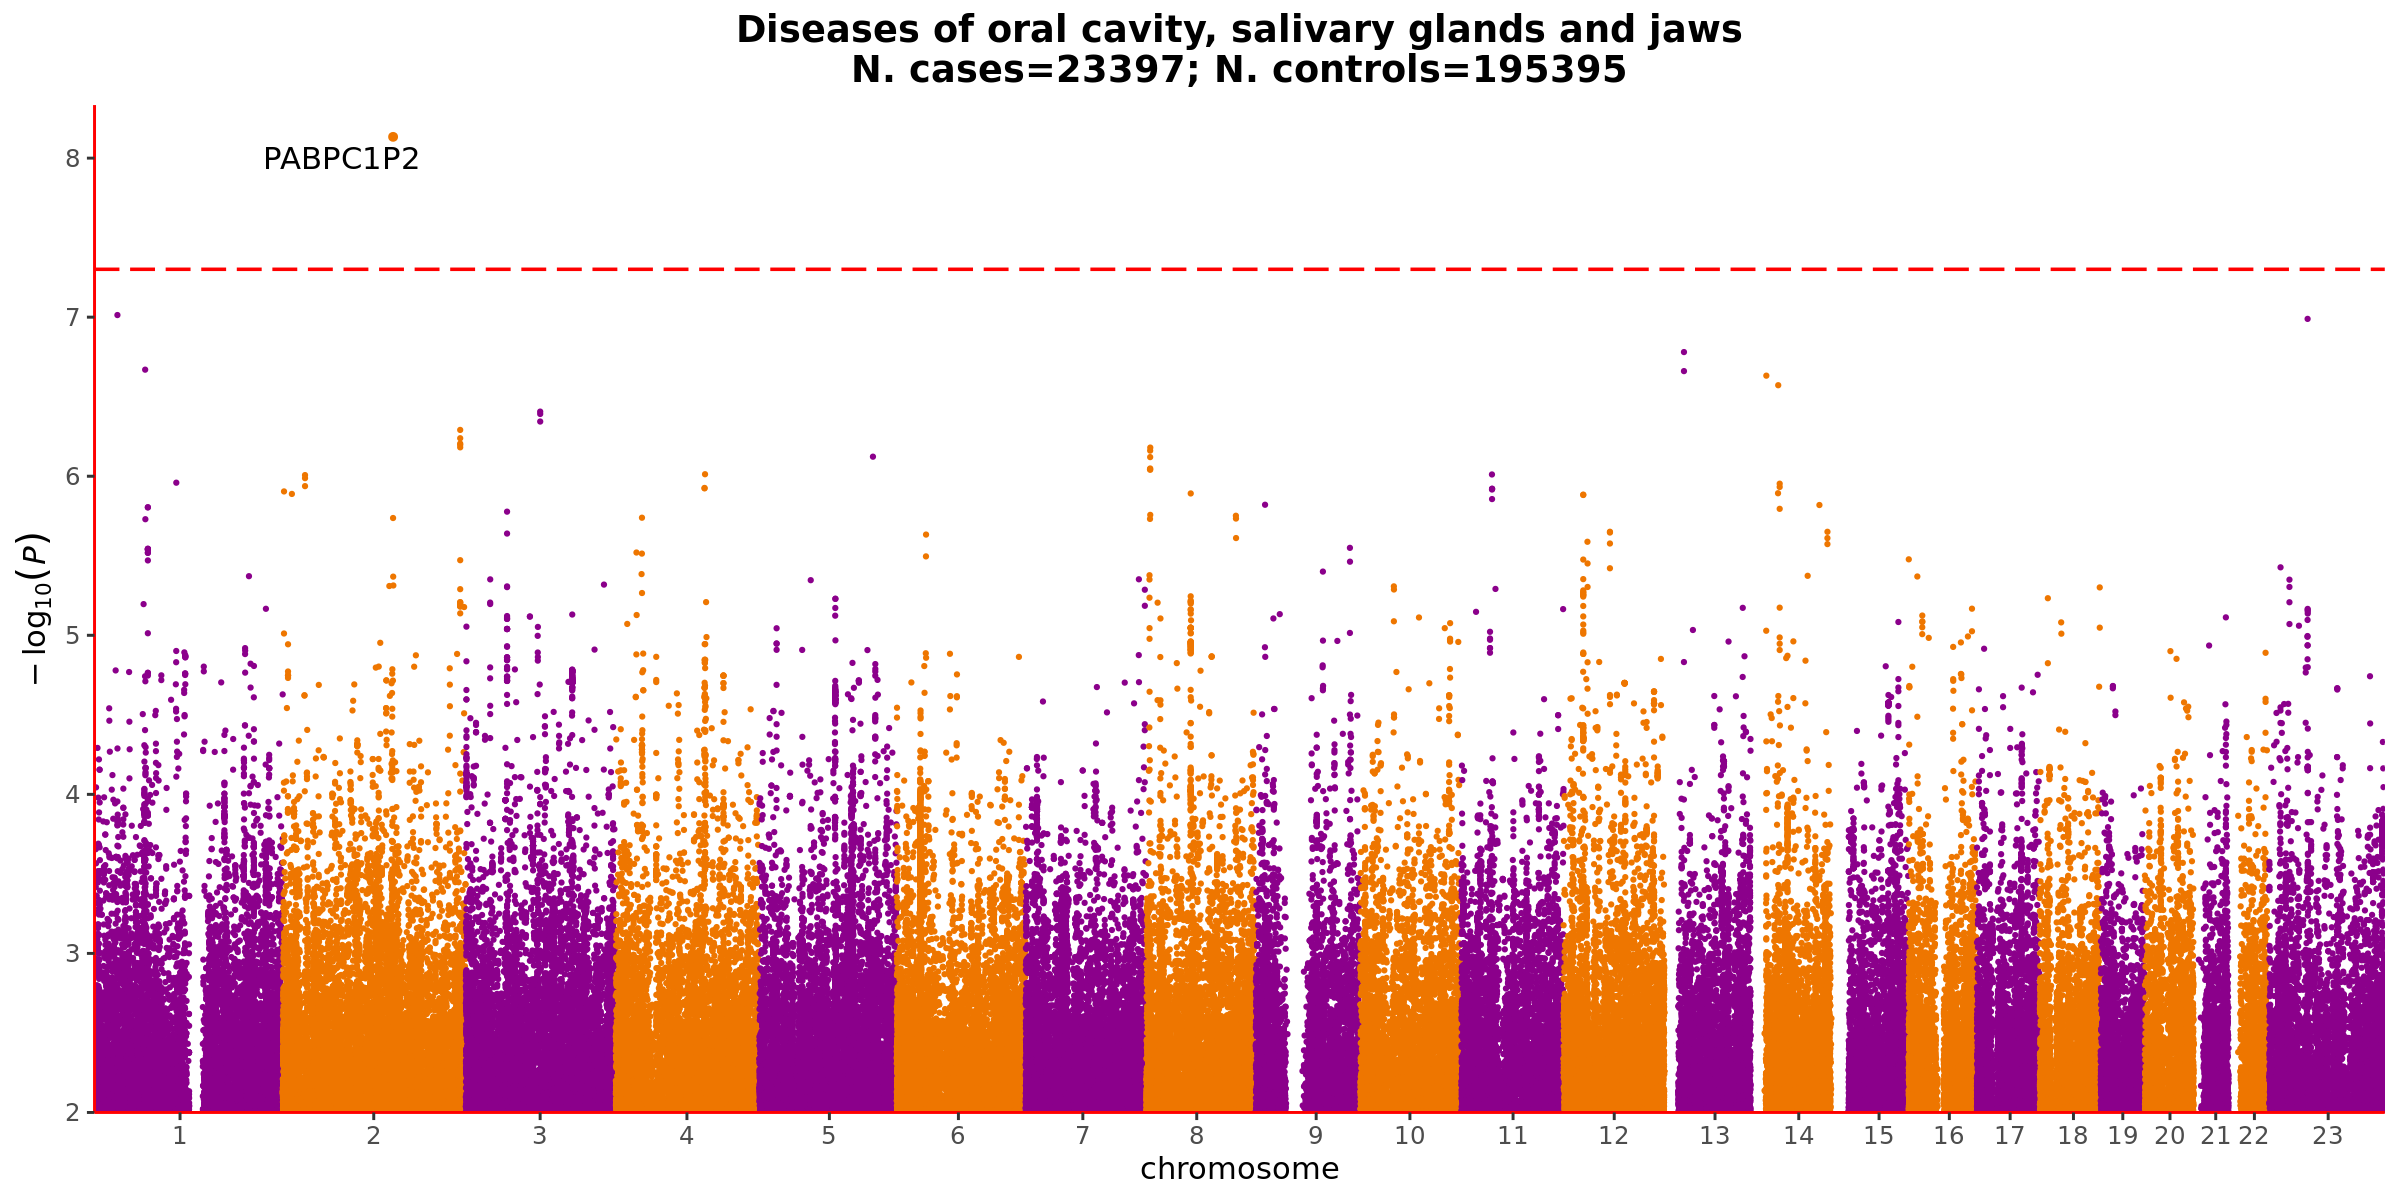 Diseases of oral cavity, salivary glands and jaws
N. cases=23397; N. controls=195395
PABPC1P2
8
7
6
5
4
3
2
−log₁₀(P)
1 2 3 4 5 6 7 8 9 10 11 12 13 14 15 16 17 18 19 20 21 22 23
chromosome